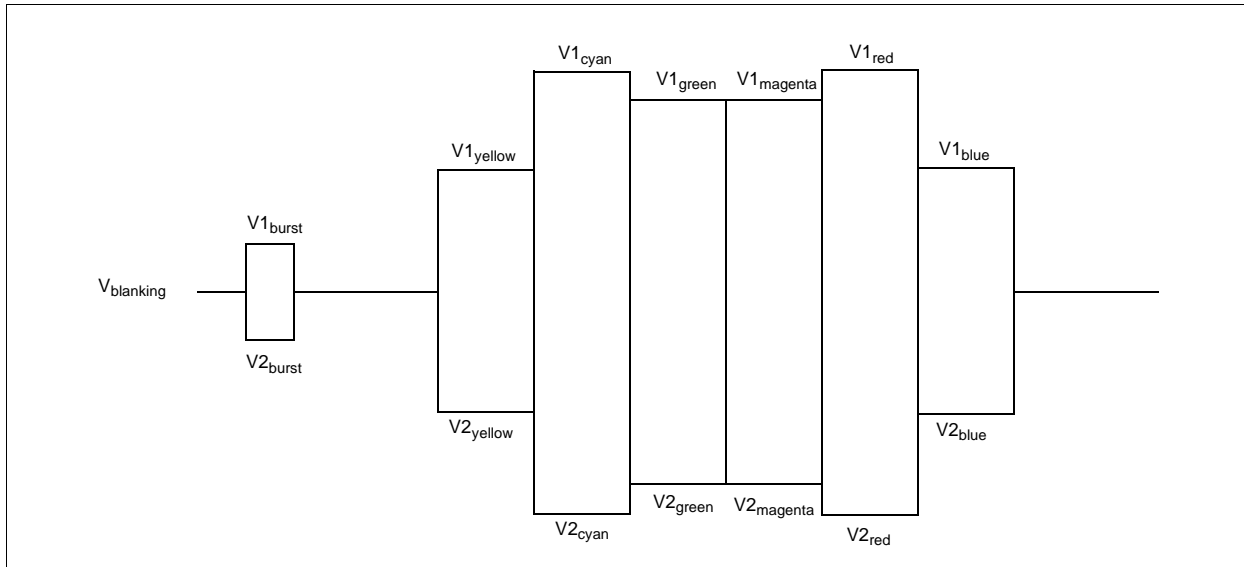 V1cyan
V1red
V1green
V1magenta
V1yellow
V1blue
V1burst
Vblanking
V2burst
V2yellow
V2blue
V2green
V2magenta
V2cyan
V2red